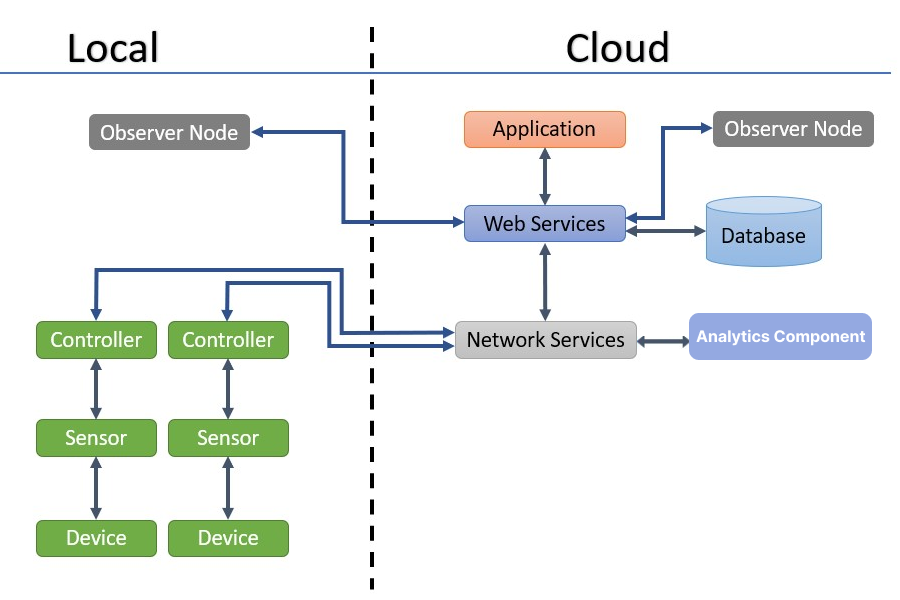 Local
Cloud
Observer Node
Application
Observer Node
Web Services
Database
Controller
Controller
Network Services
Analytics Component
Sensor
Sensor
Device
Device